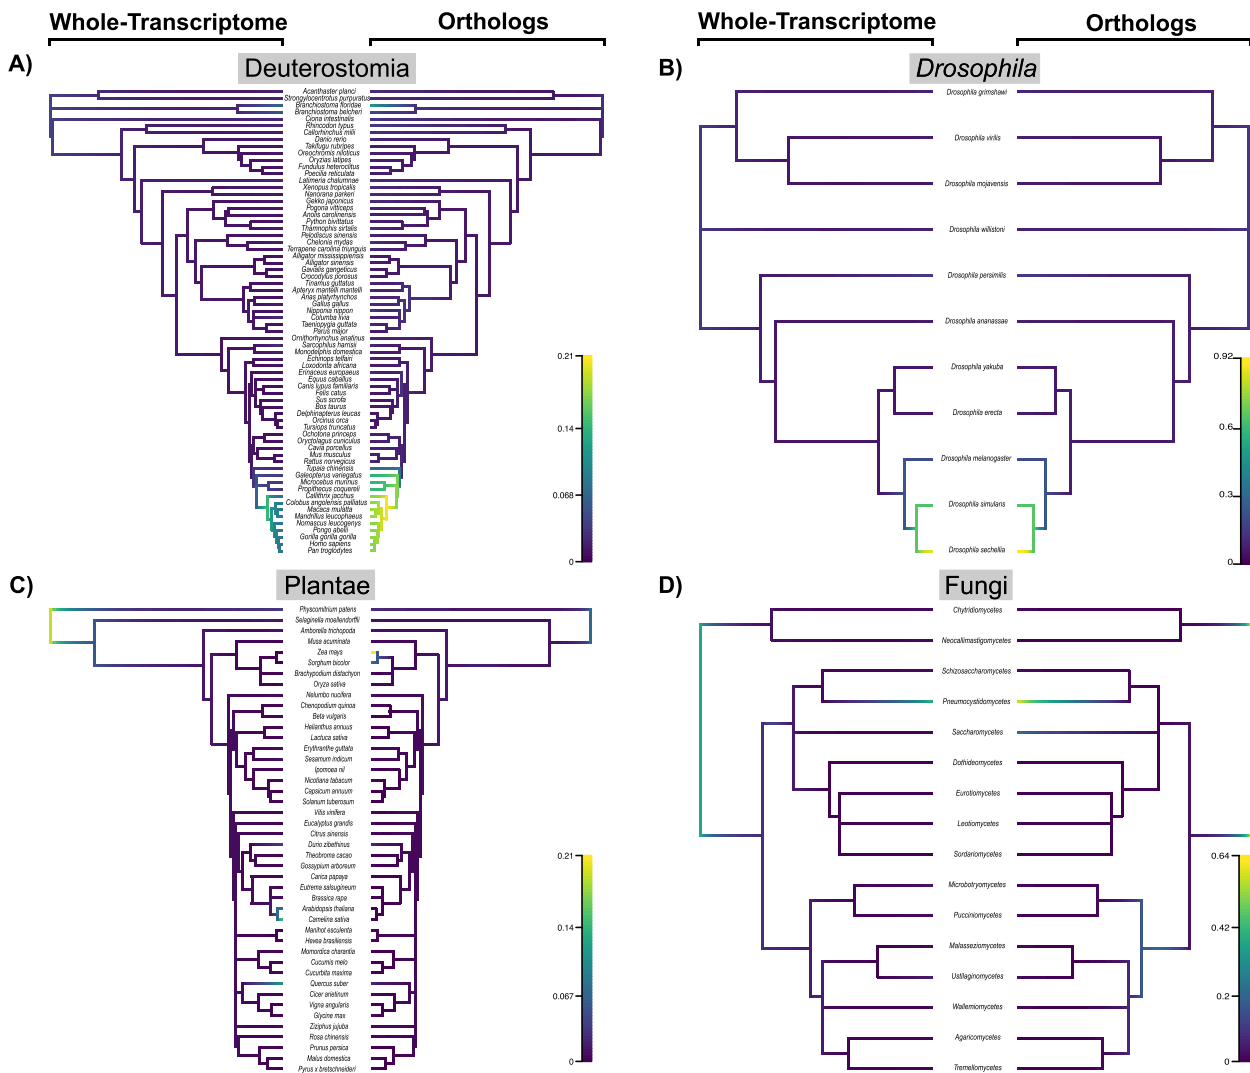 Whole-Transcriptome
Orthologs
Whole-Transcriptome
Orthologs
A)
Deuterostomia
Acanthaster planci
Strongylocentrotus purpuratus
Branchiostoma floridae
Branchiostoma belcheri
Ciona intestinalis
Rhincodon typus
Callorhinchus milii
Danio rerio
Takifugu rubripes
Oreochromis niloticus
Oryzias latipes
Fundulus heteroclitus
Poecilia reticulata
Latimeria chalumnae
Xenopus tropicalis
Nanorana parkeri
Gekko japonicus
Pogona vitticeps
Anolis carolinensis
Python bivittatus
Thamnophis sirtalis
Pelodiscus sinensis
Chelonia mydas
Terrapene carolina triunguis
Alligator mississippiensis
Alligator sinensis
Gavialis gangeticus
Crocodylus porosus
Tinamus guttatus
Apteryx mantelli mantelli
Anas platyrhynchos
Gallus gallus
Nipponia nippon
Columba livia
Taeniopygia guttata
Parus major
Ornithorhynchus anatinus
Sarcophilus harrisii
Monodelphis domestica
Echinops telfairi
Loxodonta africana
Erinaceus europaeus
Equus caballus
Canis lupus familiaris
Felis catus
Sus scrofa
Bos taurus
Delphinapterus leucas
Orcinus orca
Tursiops truncatus
Ochotona princeps
Oryctolagus cuniculus
Cavia porcellus
Mus musculus
Rattus norvegicus
Tupaia chinensis
Galeopterus variegatus
Microcebus murinus
Propithecus coquereli
Callithrix jacchus
Colobus angolensis palliatus
Macaca mulatta
Mandrillus leucophaeus
Nomascus leucogenys
Pongo abelii
Gorilla gorilla gorilla
Homo sapiens
Pan troglodytes
0.21
0.14
0.068
0
B)
Drosophila
Drosophila grimshawi
Drosophila virilis
Drosophila mojavensis
Drosophila willistoni
Drosophila persimilis
Drosophila ananassae
Drosophila yakuba
Drosophila erecta
Drosophila melanogaster
Drosophila simulans
Drosophila sechellia
0.92
0.6
0.3
0
C)
Plantae
Physcomitrium patens
Selaginella moellendorffii
Amborella trichopoda
Musa acuminata
Zea mays
Sorghum bicolor
Brachypodium distachyon
Oryza sativa
Nelumbo nucifera
Chenopodium quinoa
Beta vulgaris
Helianthus annuus
Lactuca sativa
Erythranthe guttata
Sesamum indicum
Ipomoea nil
Nicotiana tabacum
Capsicum annuum
Solanum tuberosum
Vitis vinifera
Eucalyptus grandis
Citrus sinensis
Durio zibethinus
Theobroma cacao
Gossypium arboreum
Carica papaya
Eutrema salsugineum
Brassica rapa
Arabidopsis thaliana
Camelina sativa
Manihot esculenta
Hevea brasiliensis
Momordica charantia
Cucumis melo
Cucurbita maxima
Quercus suber
Cicer arietinum
Vigna angularis
Glycine max
Ziziphus jujuba
Rosa chinensis
Prunus persica
Malus domestica
Pyrus x bretschneideri
0.21
0.14
0.067
0
D)
Fungi
Chytridiomycetes
Neocallimastigomycetes
Schizosaccharomycetes
Pneumocystidomycetes
Saccharomycetes
Dothideomycetes
Eurotiomycetes
Leotiomycetes
Sordariomycetes
Microbotryomycetes
Pucciniomycetes
Malasseziomycetes
Ustilaginomycetes
Wallemiomycetes
Agaricomycetes
Tremellomycetes
0.64
0.42
0.2
0